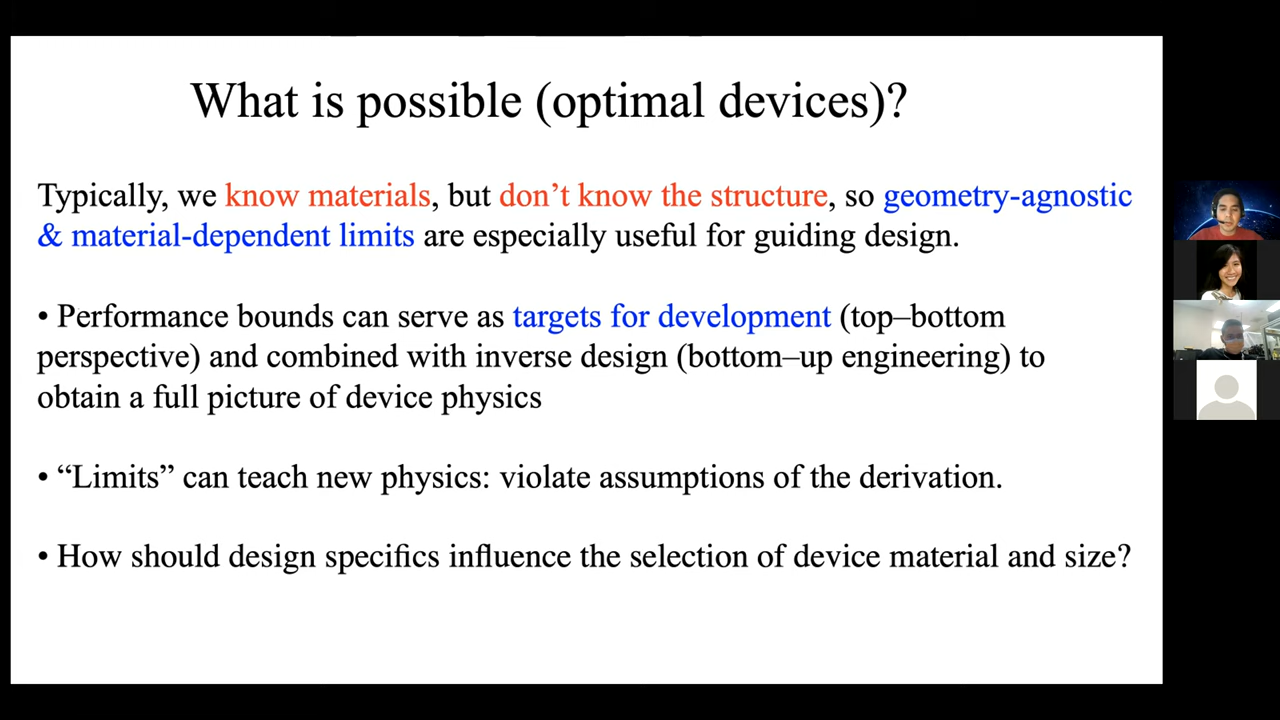 What is possible (optimal devices)?
Typically, we know materials, but don’t know the structure, so geometry-agnostic
& material-dependent limits are especially useful for guiding design.
• Performance bounds can serve as targets for development (top–bottom
perspective) and combined with inverse design (bottom–up engineering) to
obtain a full picture of device physics
• “Limits” can teach new physics: violate assumptions of the derivation.
• How should design specifics influence the selection of device material and size?